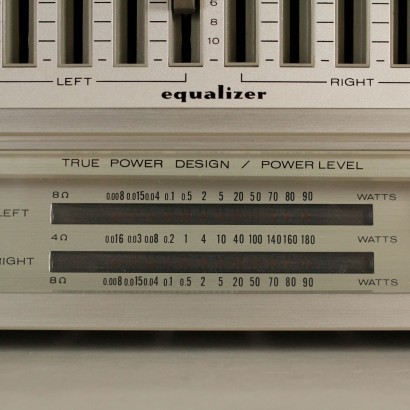 6
8
10
LEFT RIGHT
equalizer
TRUE POWER DESIGN / POWER LEVEL
8Ω 0.008 0.015 0.04 0.1 0.5 2 5 20 50 70 80 90 WATTS
LEFT
4Ω 0.016 0.03 0.08 0.2 1 4 10 40 100 140 160 180 WATTS
RIGHT
8Ω 0.008 0.015 0.04 0.1 0.5 2 5 20 50 70 80 90 WATTS